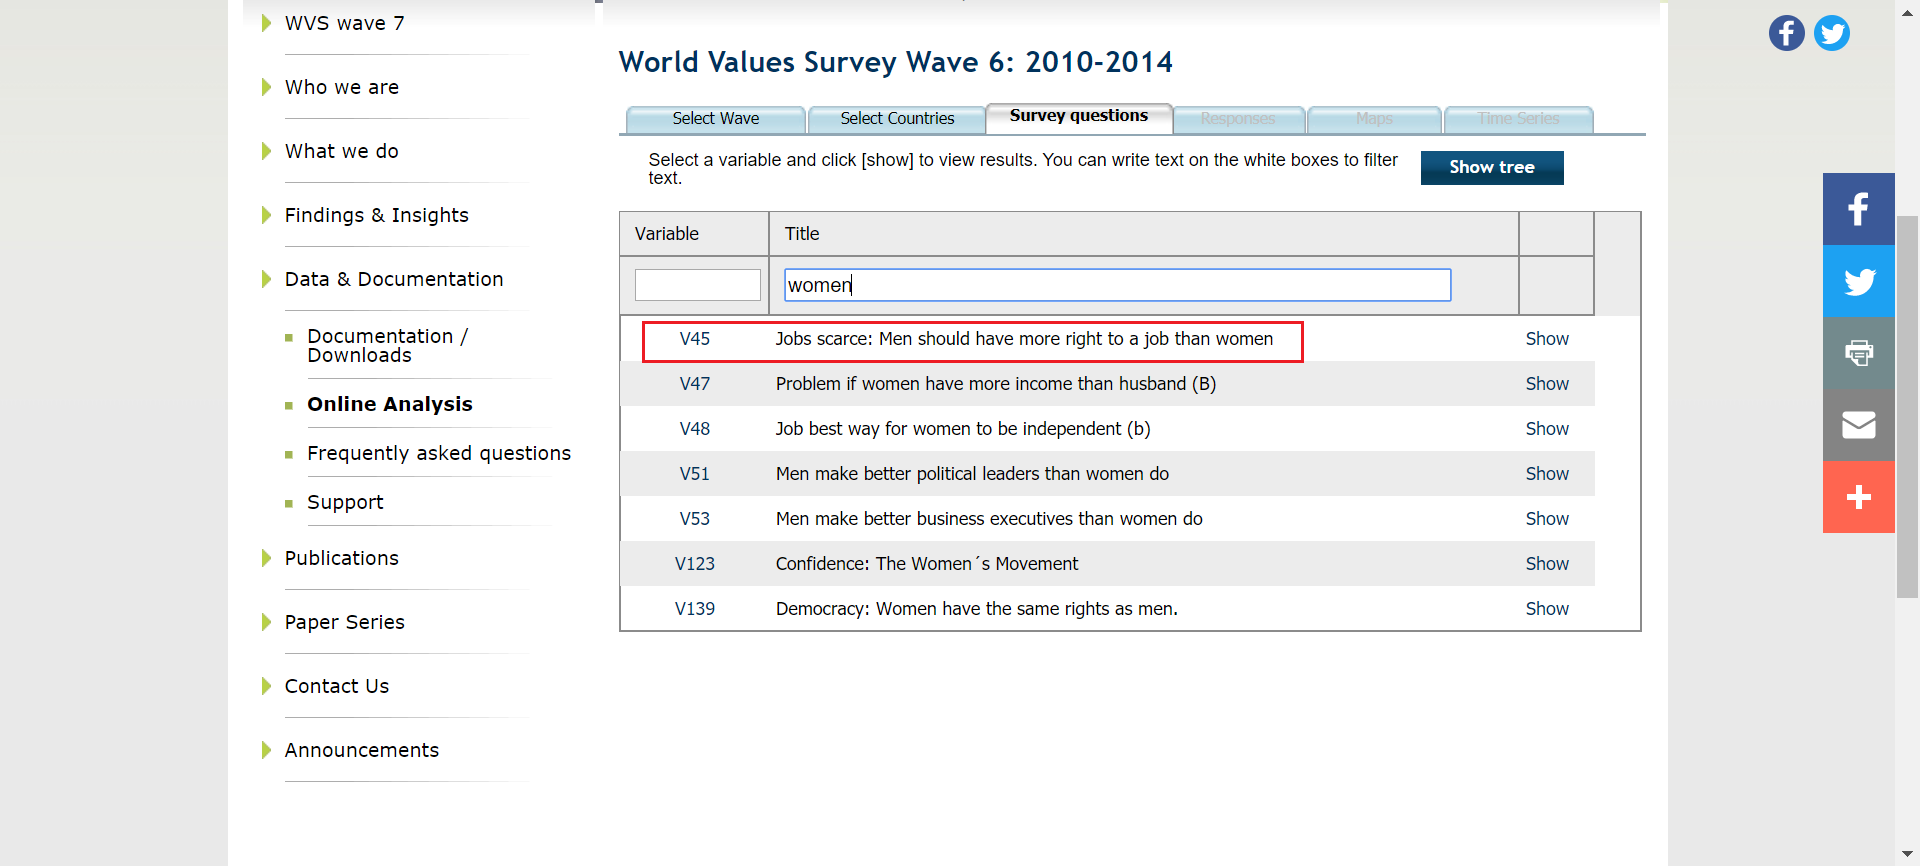 WVS wave 7
Who we are
What we do
Findings & Insights
Data & Documentation
Documentation /
Downloads
Online Analysis
Frequently asked questions
Support
Publications
Paper Series
Contact Us
Announcements
World Values Survey Wave 6: 2010-2014
Select Wave
Select Countries
Survey questions
Responses
Maps
Time Series
Select a variable and click [show] to view results. You can write text on the white boxes to filter
text.
Show tree
Variable Title
women
V45 Jobs scarce: Men should have more right to a job than women Show
V47 Problem if women have more income than husband (B) Show
V48 Job best way for women to be independent (b) Show
V51 Men make better political leaders than women do Show
V53 Men make better business executives than women do Show
V123 Confidence: The Women´s Movement Show
V139 Democracy: Women have the same rights as men. Show